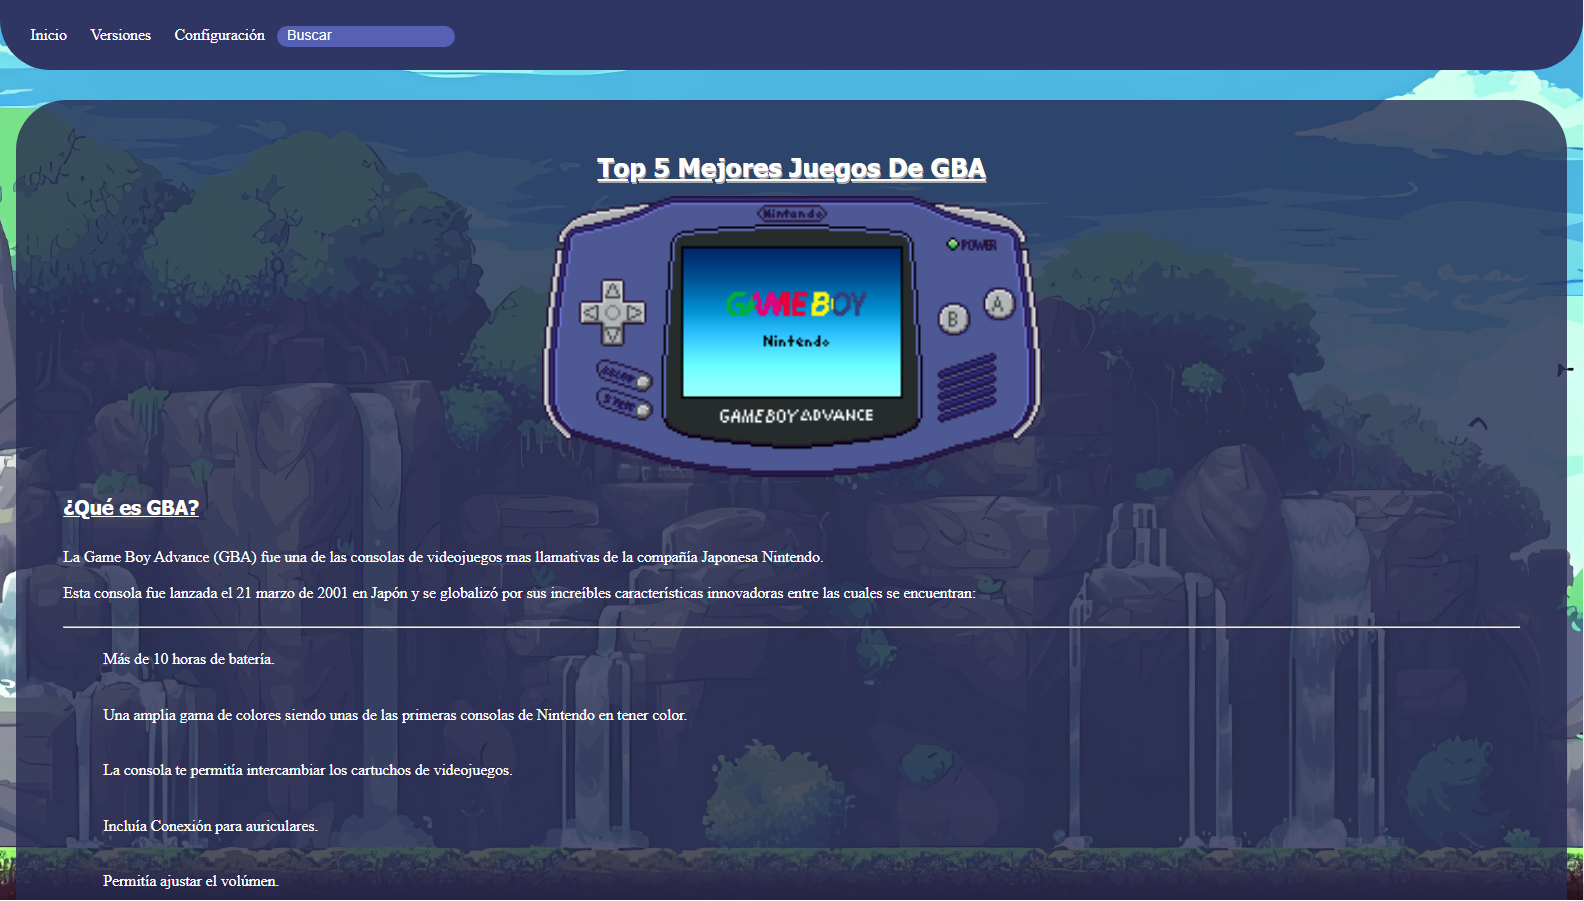 Inicio Versiones Configuración Buscar
Top 5 Mejores Juegos De GBA
Nintendo
POWER
GAME BOY
A
B
Nintendo
GAME BOY ADVANCE
¿Qué es GBA?
La Game Boy Advance (GBA) fue una de las consolas de videojuegos mas llamativas de la compañía Japonesa Nintendo.
Esta consola fue lanzada el 21 marzo de 2001 en Japón y se globalizó por sus increíbles características innovadoras entre las cuales se encuentran:
Más de 10 horas de batería.
Una amplia gama de colores siendo unas de las primeras consolas de Nintendo en tener color.
La consola te permitía intercambiar los cartuchos de videojuegos.
Incluía Conexión para auriculares.
Permitía ajustar el volúmen.